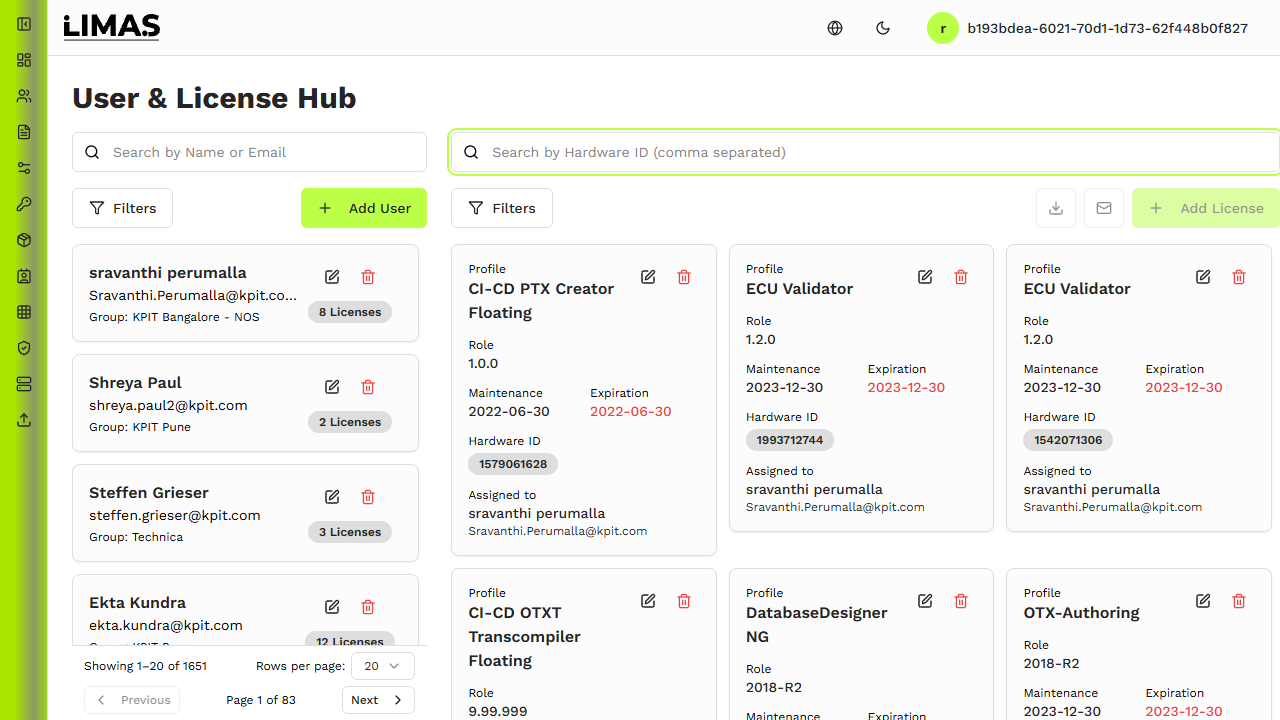 LIMAS
r
b193bdea-6021-70d1-1d73-62f448b0f827
User & License Hub
Search by Name or Email
Search by Hardware ID (comma separated)
Filters
Add User
Filters
Add License
sravanthi perumalla
Sravanthi.Perumalla@kpit.co...
Group: KPIT Bangalore - NOS
8 Licenses
Shreya Paul
shreya.paul2@kpit.com
Group: KPIT Pune
2 Licenses
Steffen Grieser
steffen.grieser@kpit.com
Group: Technica
3 Licenses
Ekta Kundra
ekta.kundra@kpit.com
12 Licenses
Showing 1–20 of 1651
Rows per page:
20
Previous
Page 1 of 83
Next
Profile
CI-CD PTX Creator
Floating
Role
1.0.0
Maintenance
Expiration
2022-06-30
2022-06-30
Hardware ID
1579061628
Assigned to
sravanthi perumalla
Sravanthi.Perumalla@kpit.com
Profile
ECU Validator
Role
1.2.0
Maintenance
Expiration
2023-12-30
2023-12-30
Hardware ID
1993712744
Assigned to
sravanthi perumalla
Sravanthi.Perumalla@kpit.com
Profile
ECU Validator
Role
1.2.0
Maintenance
Expiration
2023-12-30
2023-12-30
Hardware ID
1542071306
Assigned to
sravanthi perumalla
Sravanthi.Perumalla@kpit.com
Profile
CI-CD OTXT
Transcompiler
Floating
Role
9.99.999
Profile
DatabaseDesigner
NG
Role
2018-R2
Maintenance
Expiration
Profile
OTX-Authoring
Role
2018-R2
Maintenance
Expiration
2023-12-30
2023-12-30